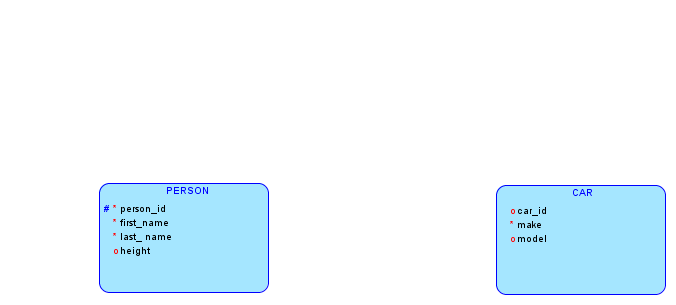 PERSON
# * person_id
* first_name
* last_ name
o height
CAR
o car_id
* make
o model